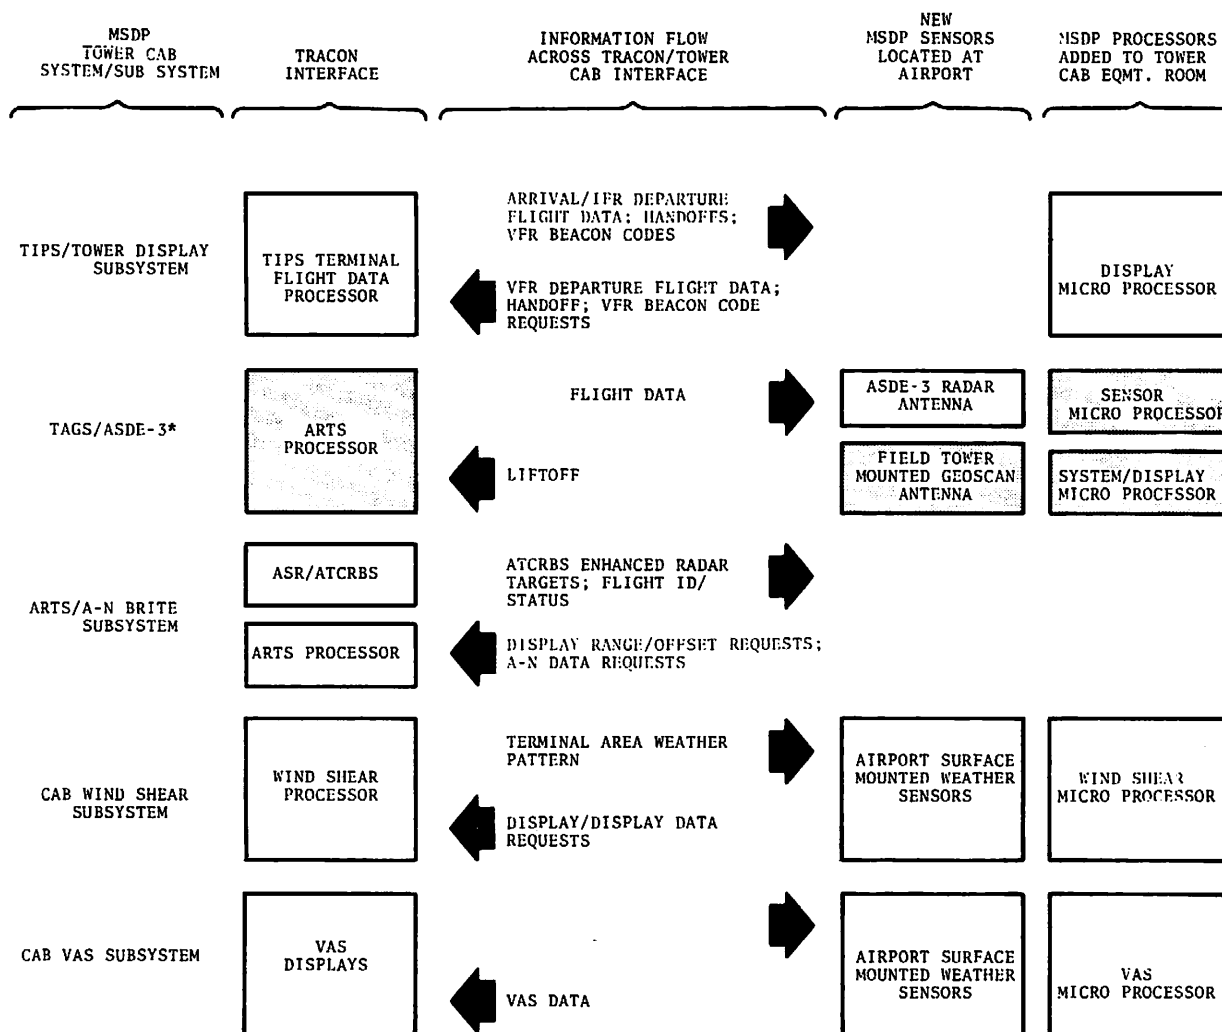 MSDP
TOWER CAB
SYSTEM/SUB SYSTEM
TRACON
INTERFACE
INFORMATION FLOW
ACROSS TRACON/TOWER
CAB INTERFACE
NEW
MSDP SENSORS
LOCATED AT
AIRPORT
MSDP PROCESSORS
ADDED TO TOWER
CAB EQMT. ROOM
TIPS/TOWER DISPLAY
SUBSYSTEM
TIPS TERMINAL
FLIGHT DATA
PROCESSOR
ARRIVAL/IFR DEPARTURE
FLIGHT DATA; HANDOFFS;
VFR BEACON CODES
VFR DEPARTURE FLIGHT DATA;
HANDOFF; VFR BEACON CODE
REQUESTS
DISPLAY
MICRO PROCESSOR
TAGS/ASDE-3*
ARTS
PROCESSOR
FLIGHT DATA
LIFTOFF
ASDE-3 RADAR
ANTENNA
FIELD TOWER
MOUNTED GEOSCAN
ANTENNA
SENSOR
MICRO PROCESSOR
SYSTEM/DISPLAY
MICRO PROCESSOR
ARTS/A-N BRITE
SUBSYSTEM
ASR/ATCRBS
ARTS PROCESSOR
ATCRBS ENHANCED RADAR
TARGETS; FLIGHT ID/
STATUS
DISPLAY RANGE/OFFSET REQUESTS;
A-N DATA REQUESTS
CAB WIND SHEAR
SUBSYSTEM
WIND SHEAR
PROCESSOR
TERMINAL AREA WEATHER
PATTERN
DISPLAY/DISPLAY DATA
REQUESTS
AIRPORT SURFACE
MOUNTED WEATHER
SENSORS
WIND SHEAR
MICRO PROCESSOR
CAB VAS SUBSYSTEM
VAS
DISPLAYS
VAS DATA
AIRPORT SURFACE
MOUNTED WEATHER
SENSORS
VAS
MICRO PROCESSOR